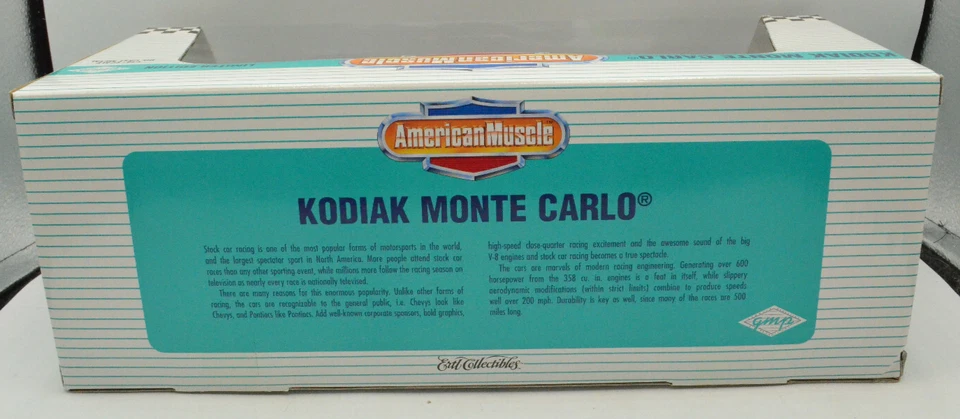 AmericanMuscle
KODIAK MONTE CARLO®
AmericanMuscle
KODIAK MONTE CARLO®
Stock car racing is one of the most popular forms of motorsports in the world,
and the largest spectator sport in North America. More people attend stock car
races than any other sporting event, while millions more follow the racing season on
television as nearly every race is nationally televised.
There are many reasons for this enormous popularity. Unlike other forms of
racing, the cars are recognizable to the general public, i.e. Chevys look like
Chevys, and Pontiacs like Pontiacs. Add well-known corporate sponsors, bold graphics,
high-speed close-quarter racing excitement and the awesome sound of the big
V-8 engines and stock car racing becomes a true spectacle.
The cars are marvels of modern racing engineering. Generating over 600
horsepower from the 358 cu. in. engines is a feat in itself, while slippery
aerodynamic modifications (within strict limits) combine to produce speeds
well over 200 mph. Durability is key as well, since many of the races are 500
miles long.
gmp
Ertl Collectibles